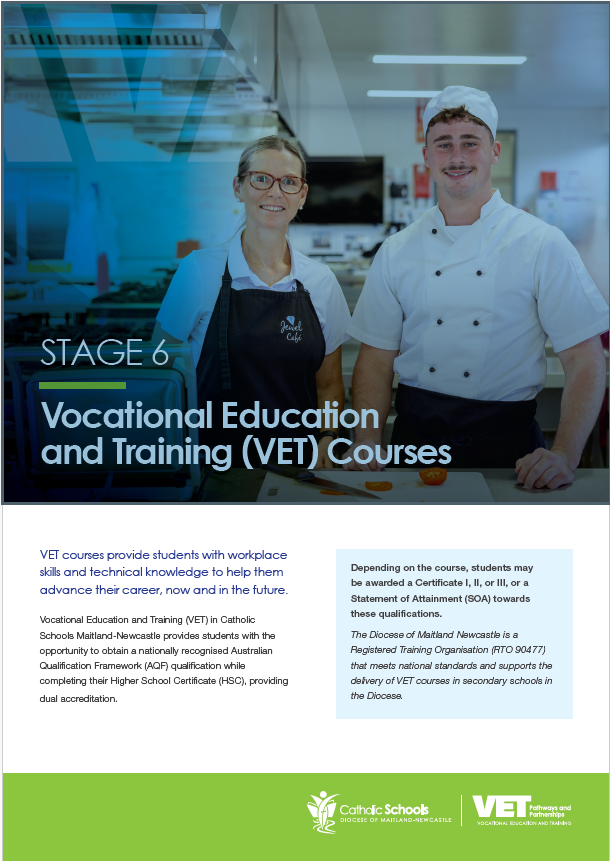 Jewel
Café
STAGE 6
Vocational Education
and Training (VET) Courses
VET courses provide students with workplace
skills and technical knowledge to help them
advance their career, now and in the future.
Vocational Education and Training (VET) in Catholic
Schools Maitland-Newcastle provides students with the
opportunity to obtain a nationally recognised Australian
Qualification Framework (AQF) qualification while
completing their Higher School Certificate (HSC), providing
dual accreditation.
Depending on the course, students may
be awarded a Certificate I, II, or III, or a
Statement of Attainment (SOA) towards
these qualifications.
The Diocese of Maitland Newcastle is a
Registered Training Organisation (RTO 90477)
that meets national standards and supports the
delivery of VET courses in secondary schools in
the Diocese.
Catholic Schools
DIOCESE OF MAITLAND-NEWCASTLE
VET Pathways and
Partnerships
VOCATIONAL EDUCATION AND TRAINING